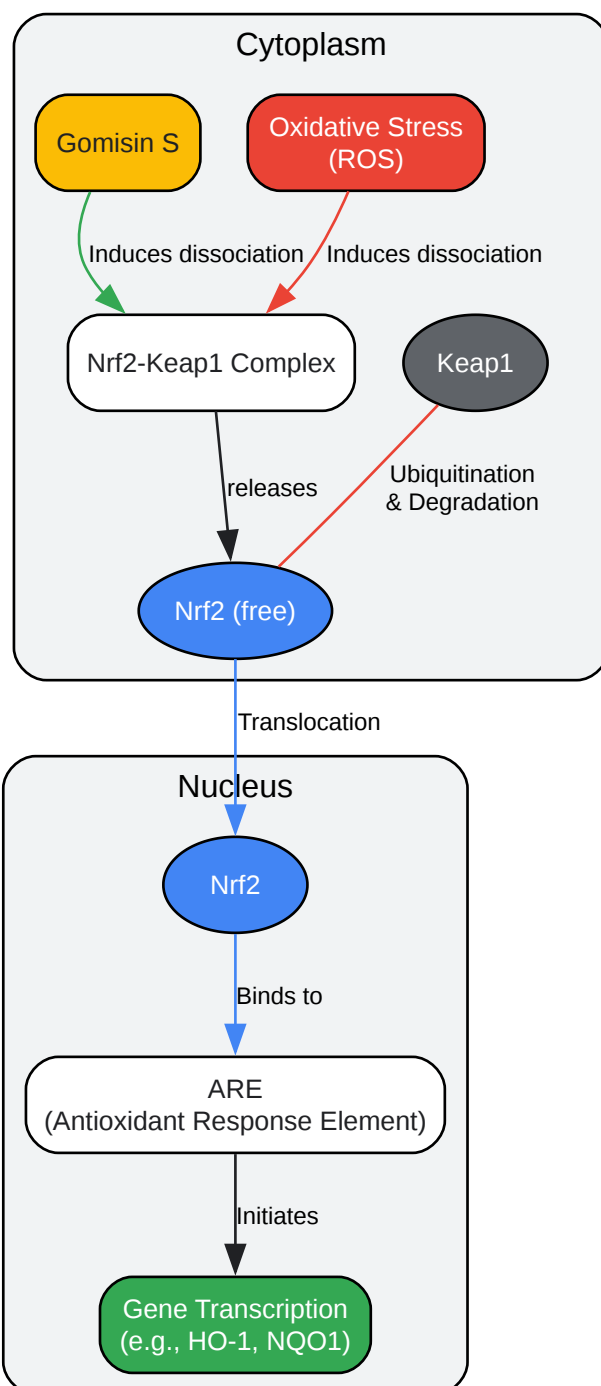 Cytoplasm
Gomisin S
Oxidative Stress
(ROS)
Induces dissociation
Induces dissociation
Nrf2-Keap1 Complex
Keap1
releases
Ubiquitination
& Degradation
Nrf2 (free)
Translocation
Nucleus
Nrf2
Binds to
ARE
(Antioxidant Response Element)
Initiates
Gene Transcription
(e.g., HO-1, NQO1)